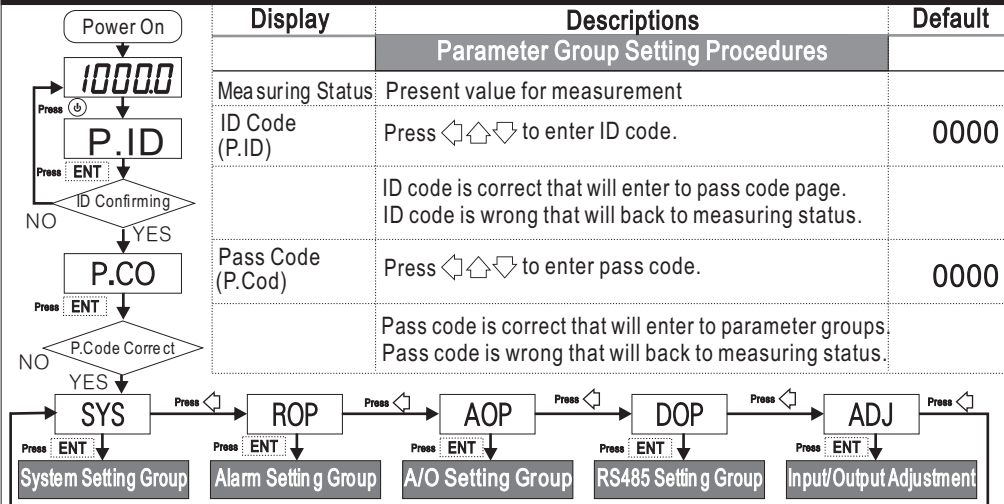 Power On
Display Descriptions Default
Parameter Group Setting Procedures
1000.0
Measuring Status Present value for measurement
Press
P.ID
ID Code
(P.ID)
Press to enter ID code.
0000
Press ENT
ID Confirming
NO
YES
ID code is correct that will enter to pass code page.
ID code is wrong that will back to measuring status.
P.CO
Pass Code
(P.Cod)
Press to enter pass code.
0000
Press ENT
P.Code Correct
NO
YES
Pass code is correct that will enter to parameter groups.
Pass code is wrong that will back to measuring status.
SYS Press ROP Press AOP Press DOP Press ADJ Press
Press ENT Press ENT Press ENT Press ENT Press ENT
System Setting Group Alarm Setting Group A/O Setting Group RS485 Setting Group Input/Output Adjustment